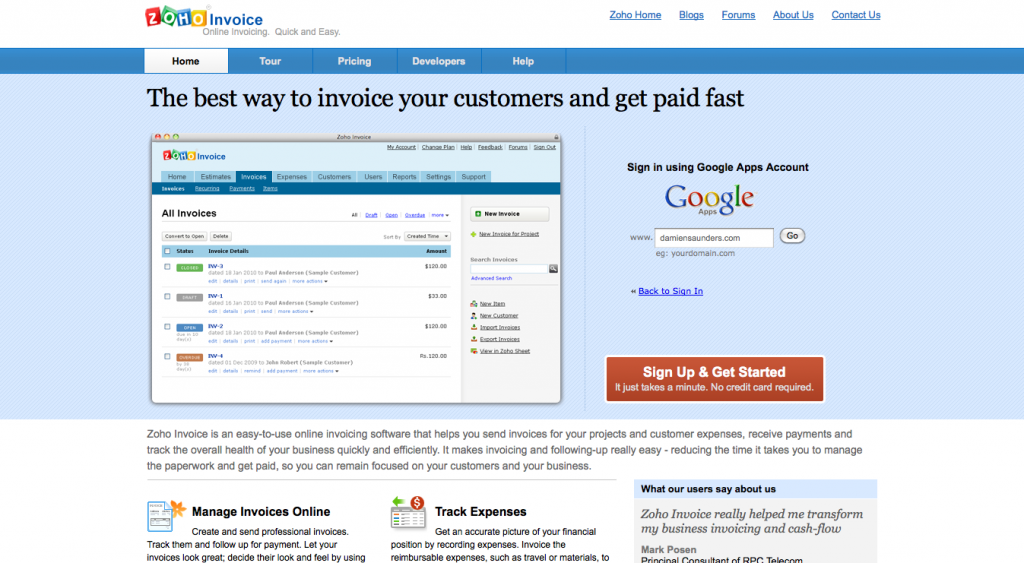 ZOHO Invoice
Online Invoicing. Quick and Easy.
Zoho Home Blogs Forums About Us Contact Us
Home Tour Pricing Developers Help
The best way to invoice your customers and get paid fast
Zoho Invoice
My Account Change Plan Help Feedback Forums Sign Out
ZOHO Invoice
Home Estimates Invoices Expenses Customers Users Reports Settings Support
Invoices Recurring Payments Items
All Invoices
All Draft Open Overdue more
Convert to Open Delete
Sort By Created Time
Status Invoice Details Amount
CLOSED INV-3 $120.00
dated 18 Jan 2010 to Paul Anderson (Sample Customer)
edit details print send again more actions
DRAFT INV-1 $33.00
dated 16 Jan 2010 to Paul Anderson (Sample Customer)
edit details print send more actions
OPEN INV-2 $120.00
dated 18 Jan 2010 to Paul Anderson (Sample Customer)
edit details print add payment more actions
OVERDUE INV-4 Rs.120.00
dated 01 Dec 2009 to John Robert (Sample Customer)
edit details remind add payment more actions
New Invoice
New Invoice for Project
Search Invoices
Advanced Search
New Item
New Customer
Import Invoices
Export Invoices
View in Zoho Sheet
Sign in using Google Apps Account
Google
Apps
www. damiensaunders.com Go
eg: yourdomain.com
« Back to Sign In
Sign Up & Get Started
It just takes a minute. No credit card required.
Zoho Invoice is an easy-to-use online invoicing software that helps you send invoices for your projects and customer expenses, receive payments and
track the overall health of your business quickly and efficiently. It makes invoicing and following-up really easy - reducing the time it takes you to manage
the paperwork and get paid, so you can remain focused on your customers and your business.
Manage Invoices Online
Create and send professional invoices.
Track them and follow up for payment. Let your
invoices look great; decide their look and feel by using
Track Expenses
Get an accurate picture of your financial
position by recording expenses. Invoice the
reimbursable expenses, such as travel or materials, to
What our users say about us
Zoho Invoice really helped me transform
my business invoicing and cash-flow
Mark Posen
Principal Consultant of RPC Telecom